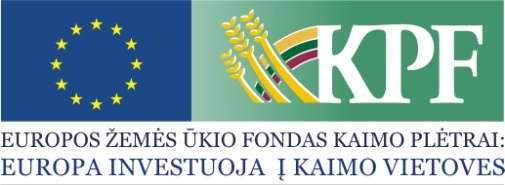 KPF
EUROPOS ŽEMĖS ŪKIO FONDAS KAIMO PLĖTRAI:
EUROPA INVESTUOJA Į KAIMO VIETOVES